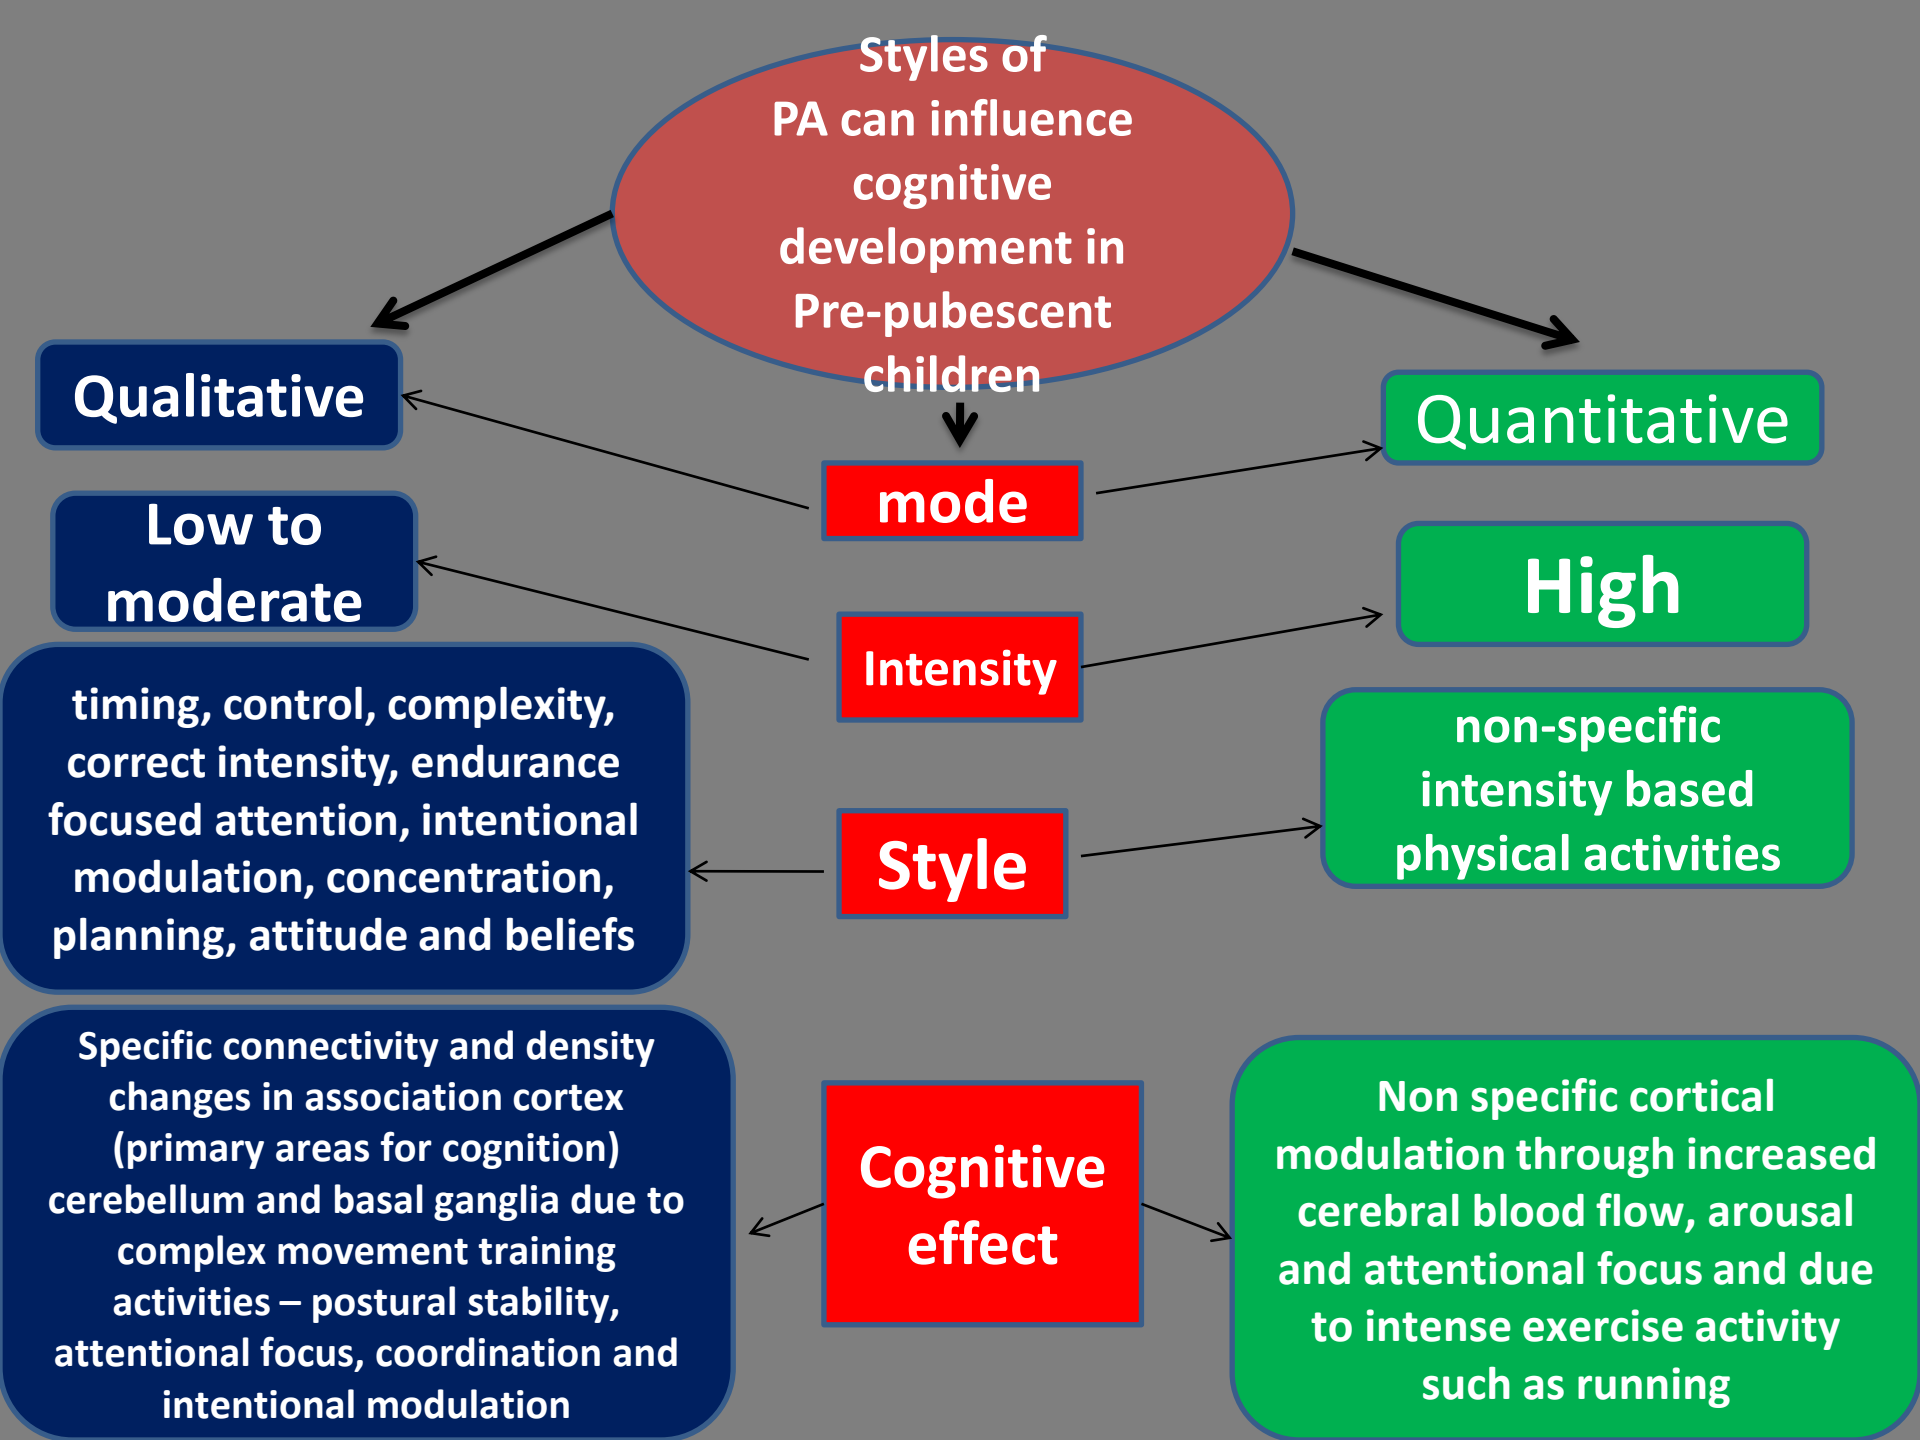 Styles of
PA can influence
cognitive
development in
Pre-pubescent
children
Qualitative
mode
Quantitative
Low to
moderate
Intensity
High
timing, control, complexity,
correct intensity, endurance
focused attention, intentional
modulation, concentration,
planning, attitude and beliefs
Style
non-specific
intensity based
physical activities
Specific connectivity and density
changes in association cortex
(primary areas for cognition)
cerebellum and basal ganglia due to
complex movement training
activities – postural stability,
attentional focus, coordination and
intentional modulation
Cognitive
effect
Non specific cortical
modulation through increased
cerebral blood flow, arousal
and attentional focus and due
to intense exercise activity
such as running